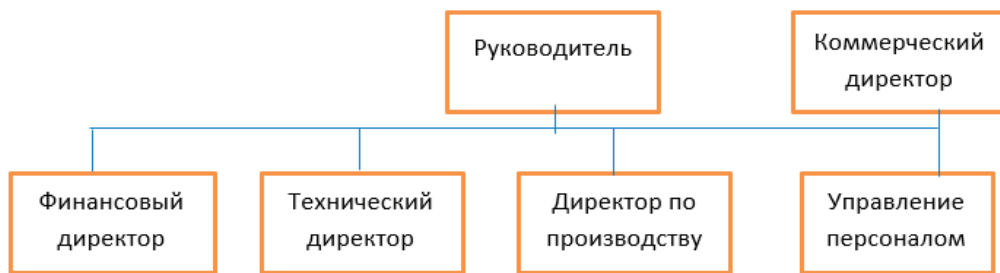 Руководитель
Коммерческий
директор
Финансовый
директор
Технический
директор
Директор по
производству
Управление
персоналом